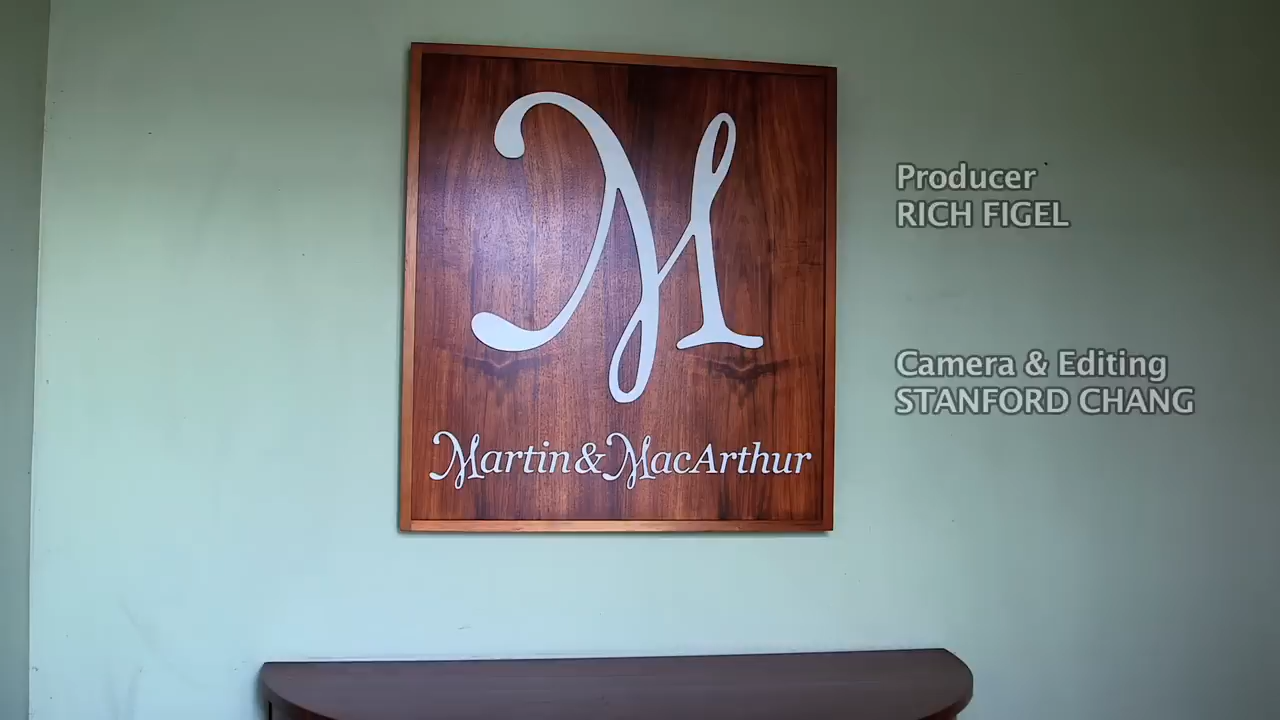 M
Martin & MacArthur
Producer
RICH FIGEL
Camera & Editing
STANFORD CHANG